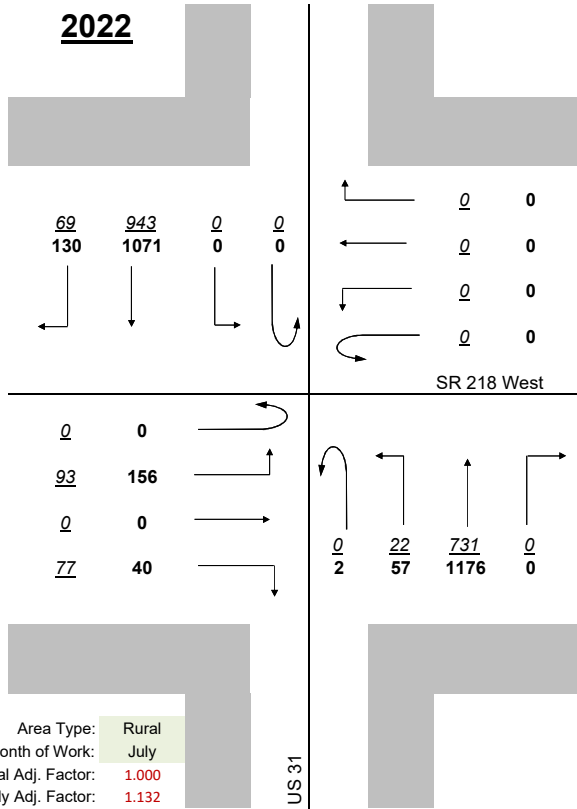 2022
69 943 0 0
130 1071 0 0
0 0
0 0
0 0
0 0
SR 218 West
0 0
93 156
0 0
77 40
0 22 731 0
2 57 1176 0
Area Type: Rural
onth of Work: July
al Adj. Factor: 1.000
ly Adj. Factor: 1.132
US 31